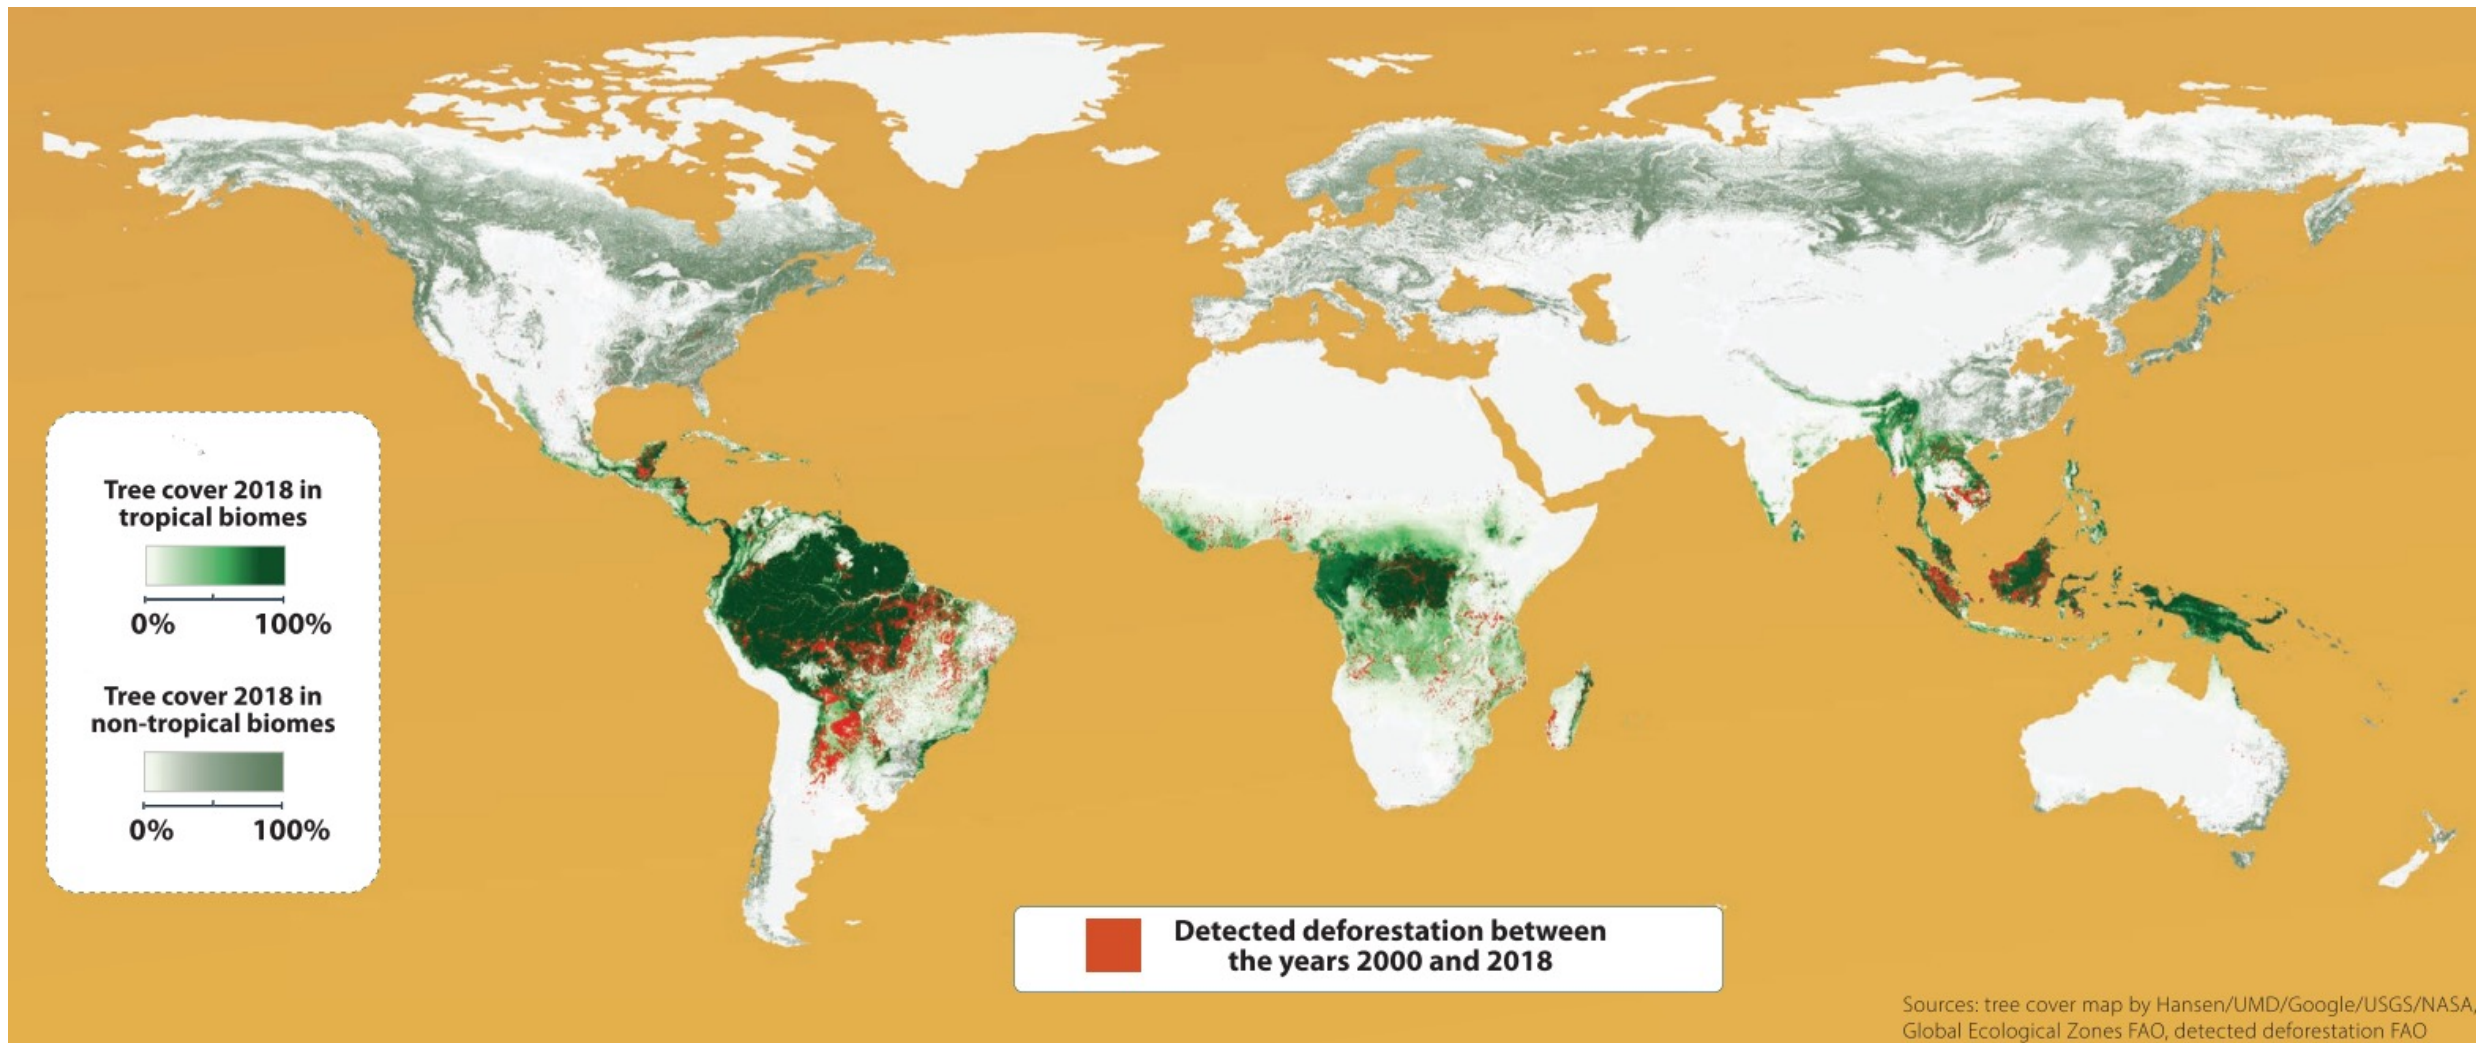 Tree cover 2018 in
tropical biomes
0% 100%
Tree cover 2018 in
non-tropical biomes
0% 100%
Detected deforestation between
the years 2000 and 2018
Sources: tree cover map by Hansen/UMD/Google/USGS/NASA,
Global Ecological Zones FAO, detected deforestation FAO